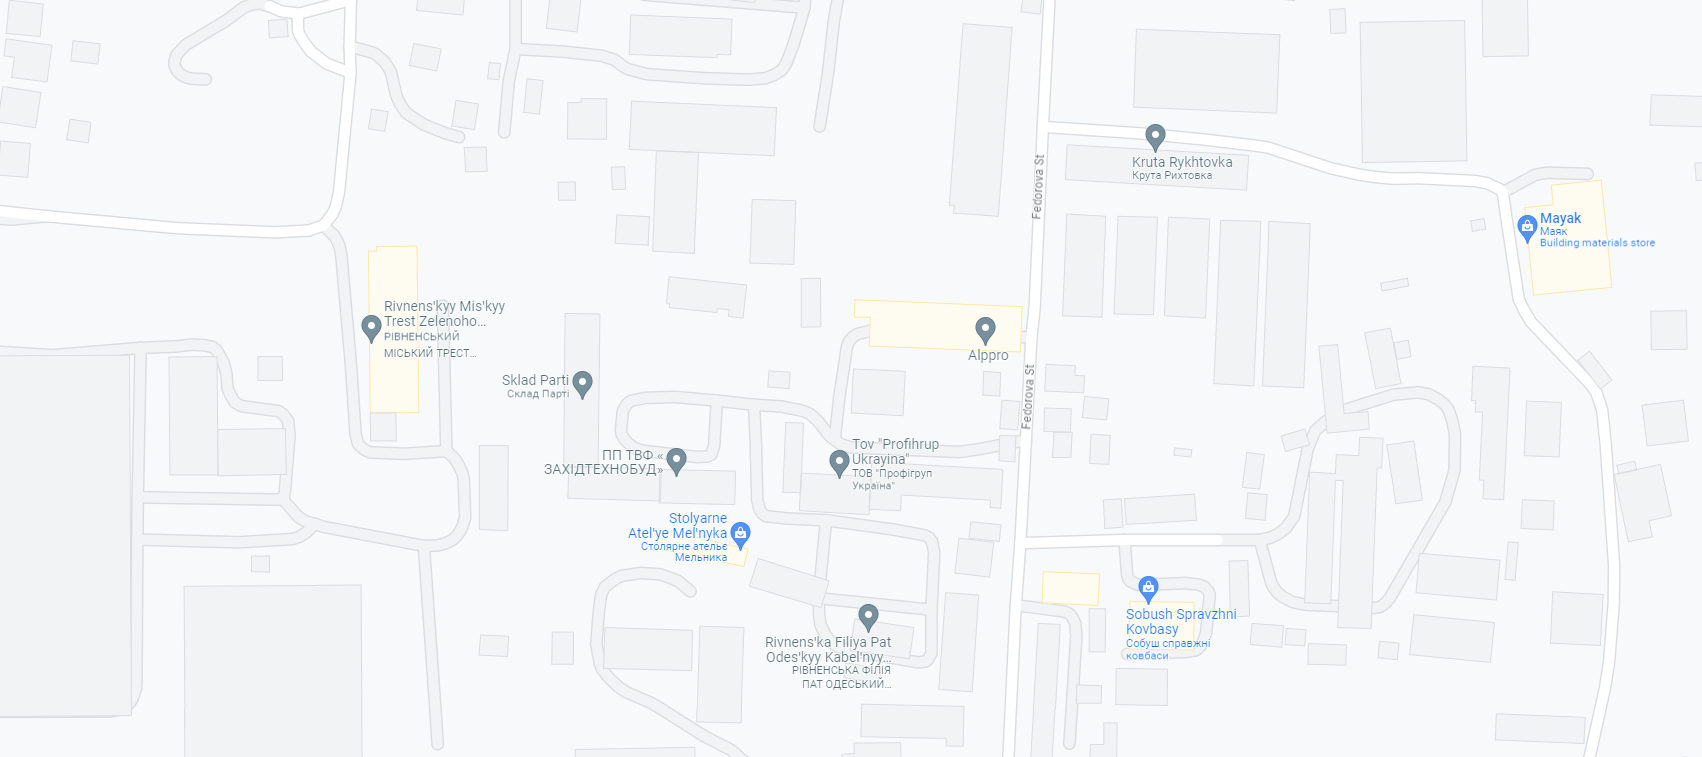 Kruta Rykhtovka
Крута Рихтовка
Fedorova St
Mayak
Маяк
Building materials store
Rivnens'kyy Mis'kyy
Trest Zelenoho...
РІВНЕНСЬКИЙ
МІСЬКИЙ ТРЕСТ...
Alppro
Sklad Parti
Склад Парті
Fedorova St
Tov "Profihrup
Ukrayina"
ТОВ "Профігруп
Україна"
ПП ТВФ «
ЗАХІДТЕХНОБУД»
Stolyarne
Atel'ye Mel'nyka
Столярне ательє
Мельника
Sobush Spravzhni
Kovbasy
Собуш справжні
ковбаси
Rivnens'ka Filiya Pat
Odes'kyy Kabel'nyy...
РІВНЕНСЬКА ФІЛІЯ
ПАТ ОДЕСЬКИЙ...